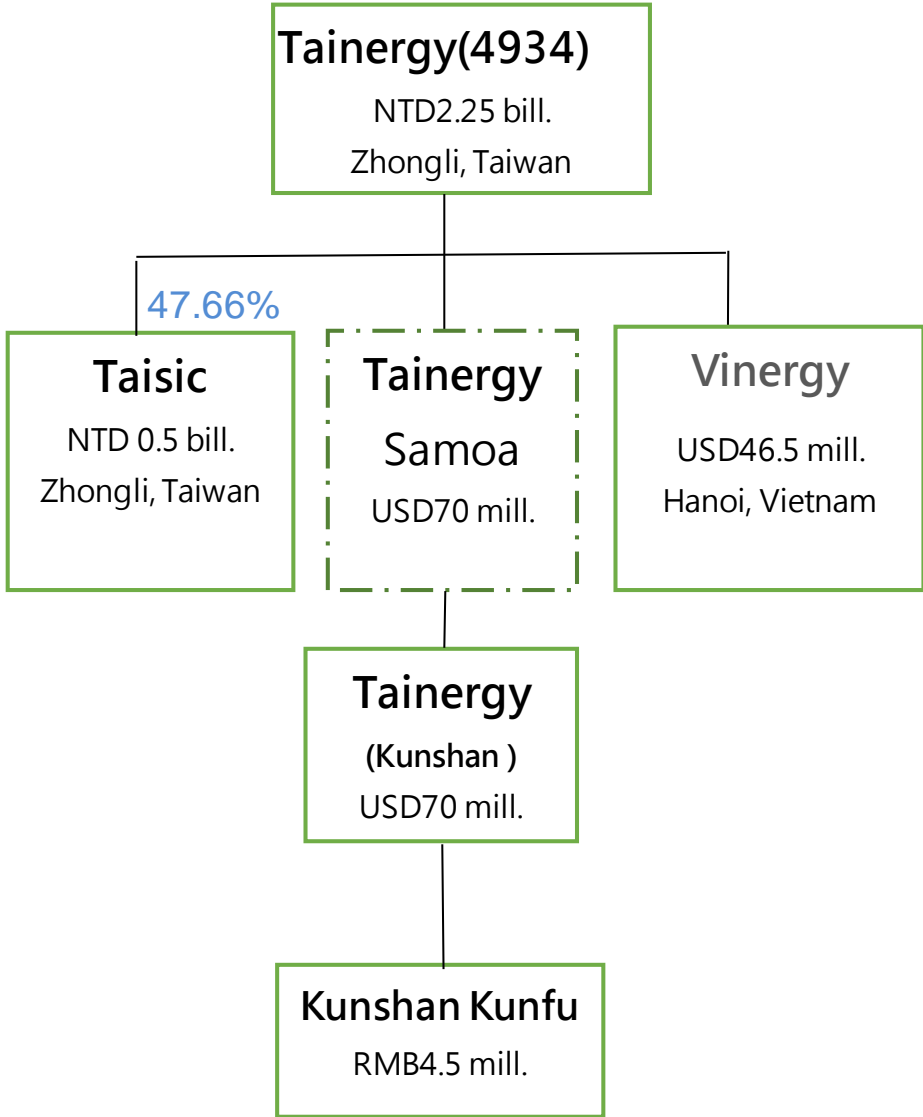 Tainergy(4934)
NTD2.25 bill.
Zhongli, Taiwan
47.66%
Taisic
NTD 0.5 bill.
Zhongli, Taiwan
Tainergy
Samoa
USD70 mill.
Vinergy
USD46.5 mill.
Hanoi, Vietnam
Tainergy
(Kunshan )
USD70 mill.
Kunshan Kunfu
RMB4.5 mill.